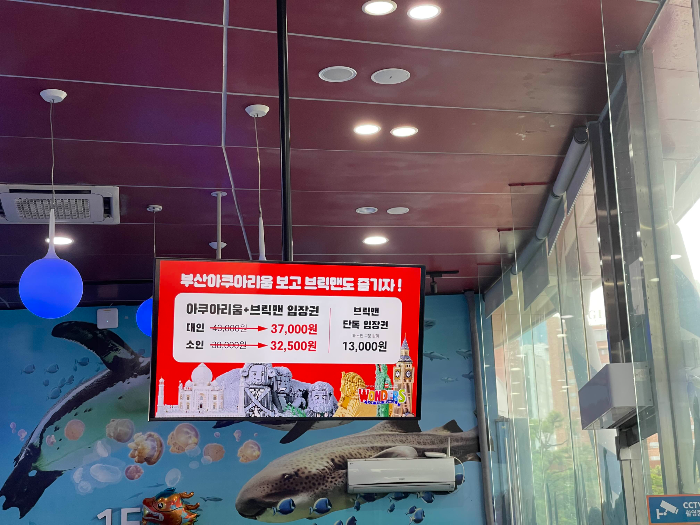 부산아쿠아리움 보고 브릭맨도 즐기자 !
아쿠아리움+브릭맨 입장권
대인 49,000원 → 37,000원
소인 38,000원 → 32,500원
브릭맨
단독 입장권
13,000원
WONDERS
1F
CCTV